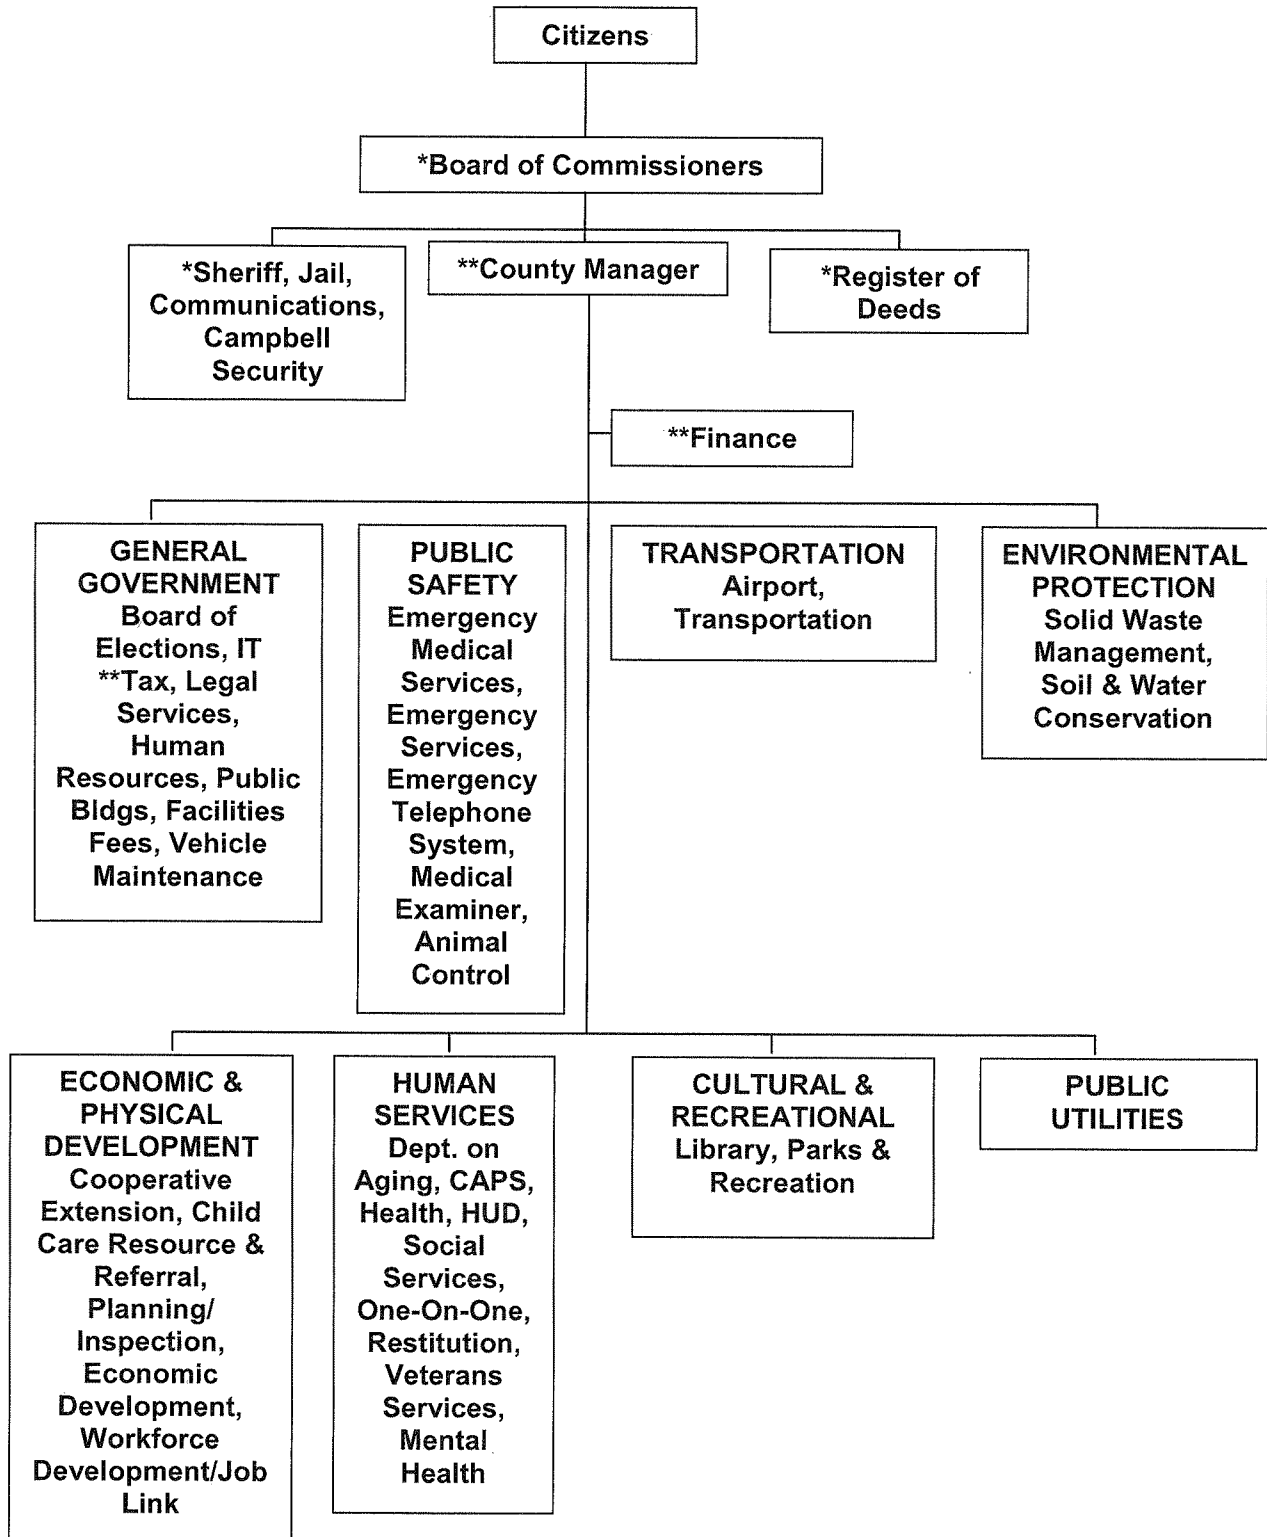 Citizens
*Board of Commissioners
*Sheriff, Jail,
Communications,
Campbell
Security
**County Manager
*Register of
Deeds
**Finance
GENERAL
GOVERNMENT
Board of
Elections, IT
**Tax, Legal
Services,
Human
Resources, Public
Bldgs, Facilities
Fees, Vehicle
Maintenance
PUBLIC
SAFETY
Emergency
Medical
Services,
Emergency
Services,
Emergency
Telephone
System,
Medical
Examiner,
Animal
Control
TRANSPORTATION
Airport,
Transportation
ENVIRONMENTAL
PROTECTION
Solid Waste
Management,
Soil & Water
Conservation
ECONOMIC &
PHYSICAL
DEVELOPMENT
Cooperative
Extension, Child
Care Resource &
Referral,
Planning/
Inspection,
Economic
Development,
Workforce
Development/Job
Link
HUMAN
SERVICES
Dept. on
Aging, CAPS,
Health, HUD,
Social
Services,
One-On-One,
Restitution,
Veterans
Services,
Mental
Health
CULTURAL &
RECREATIONAL
Library, Parks &
Recreation
PUBLIC
UTILITIES